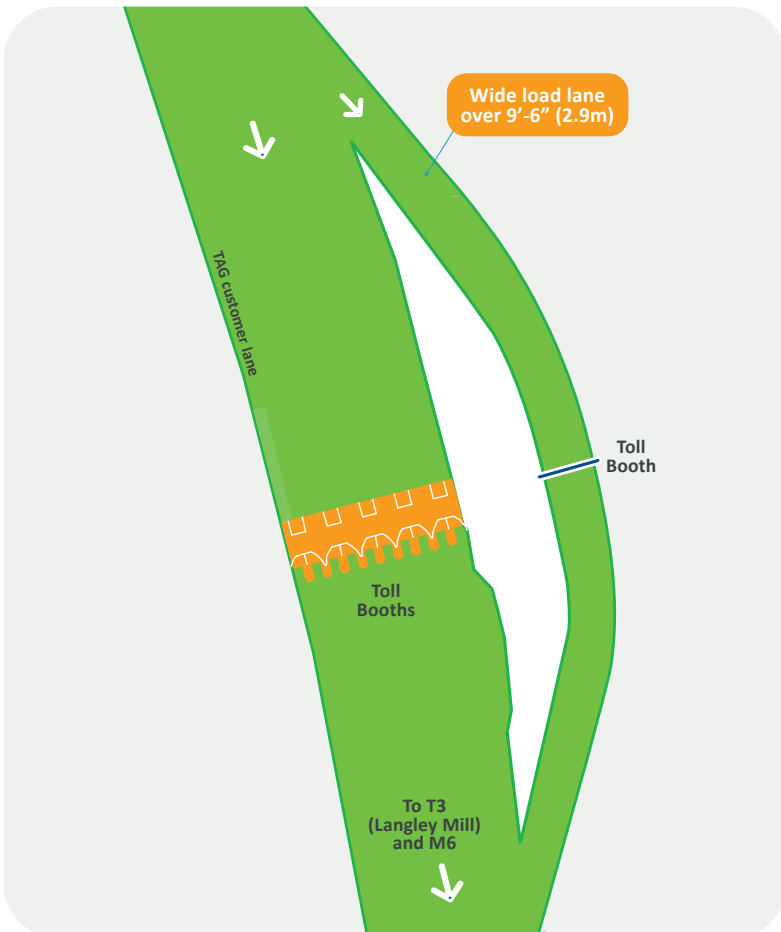 Wide load lane
over 9’-6” (2.9m)
TAG customer lane
Toll
Booth
Toll
Booths
To T3
(Langley Mill)
and M6